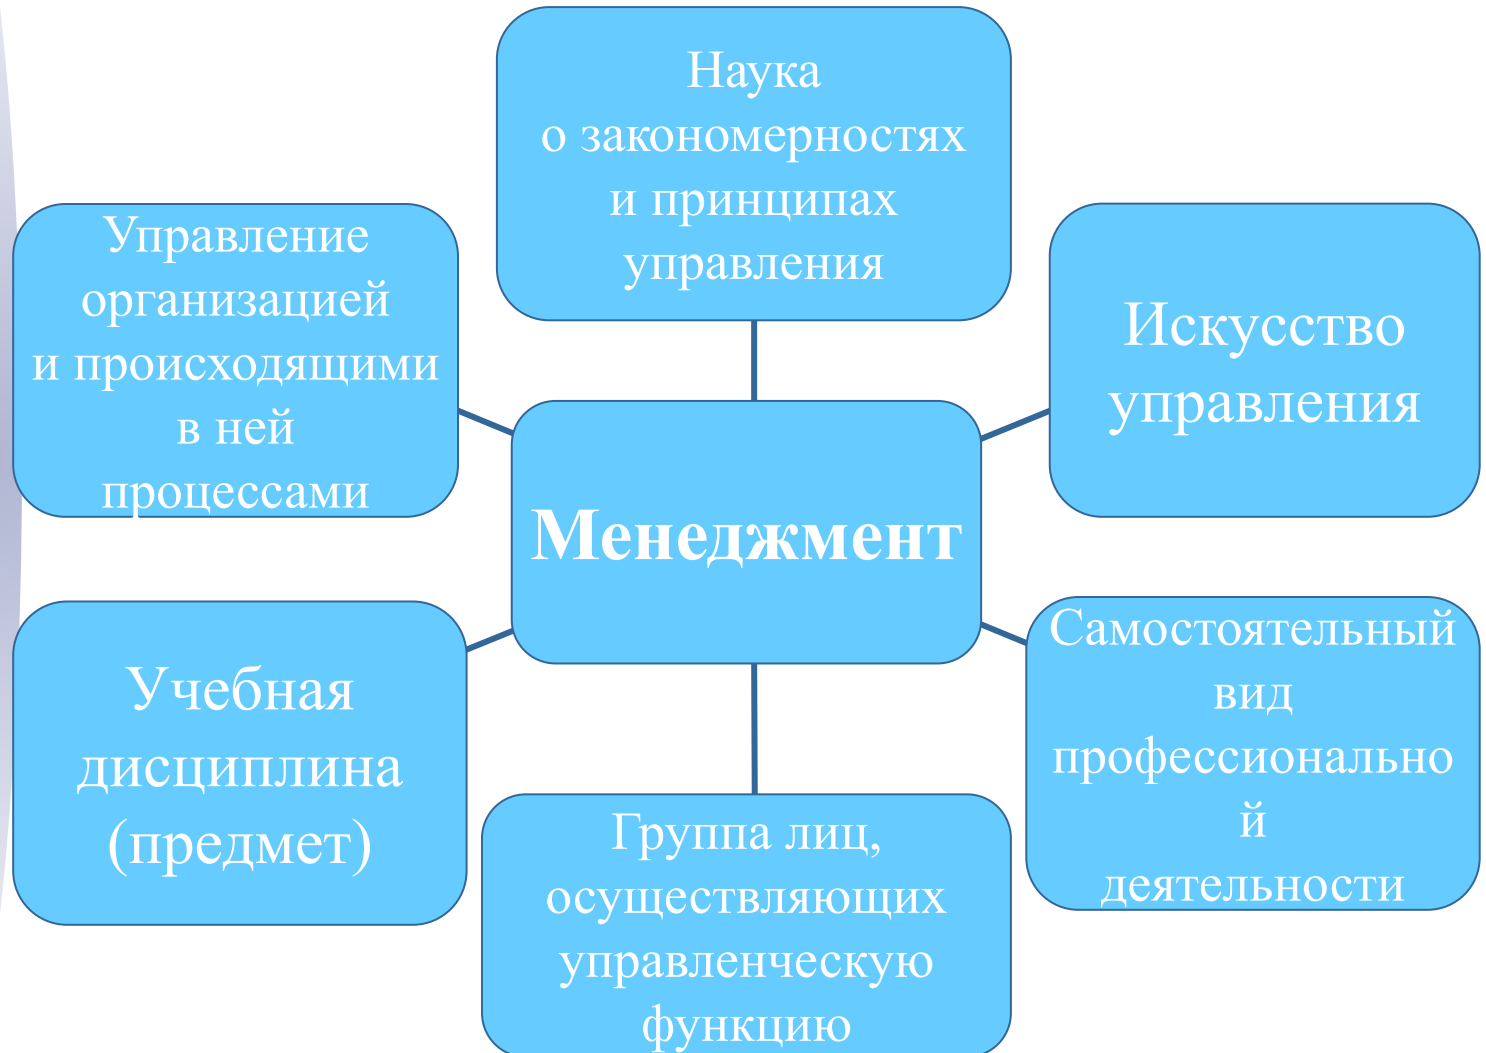 Наука
о закономерностях
и принципах
управления
Управление
организацией
и происходящими
в ней
процессами
Искусство
управления
Менеджмент
Учебная
дисциплина
(предмет)
Самостоятельный
вид
профессионально
й
деятельности
Группа лиц,
осуществляющих
управленческую
функцию